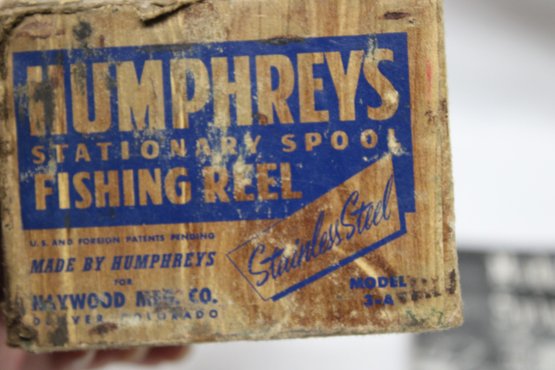 HUMPHREYS
STATIONARY SPOOL
FISHING REEL
Stainless Steel
U.S. AND FOREIGN PATENTS PENDING
MADE BY HUMPHREYS
FOR
HAYWOOD MFG. CO.
DENVER, COLORADO
MODEL
3-A